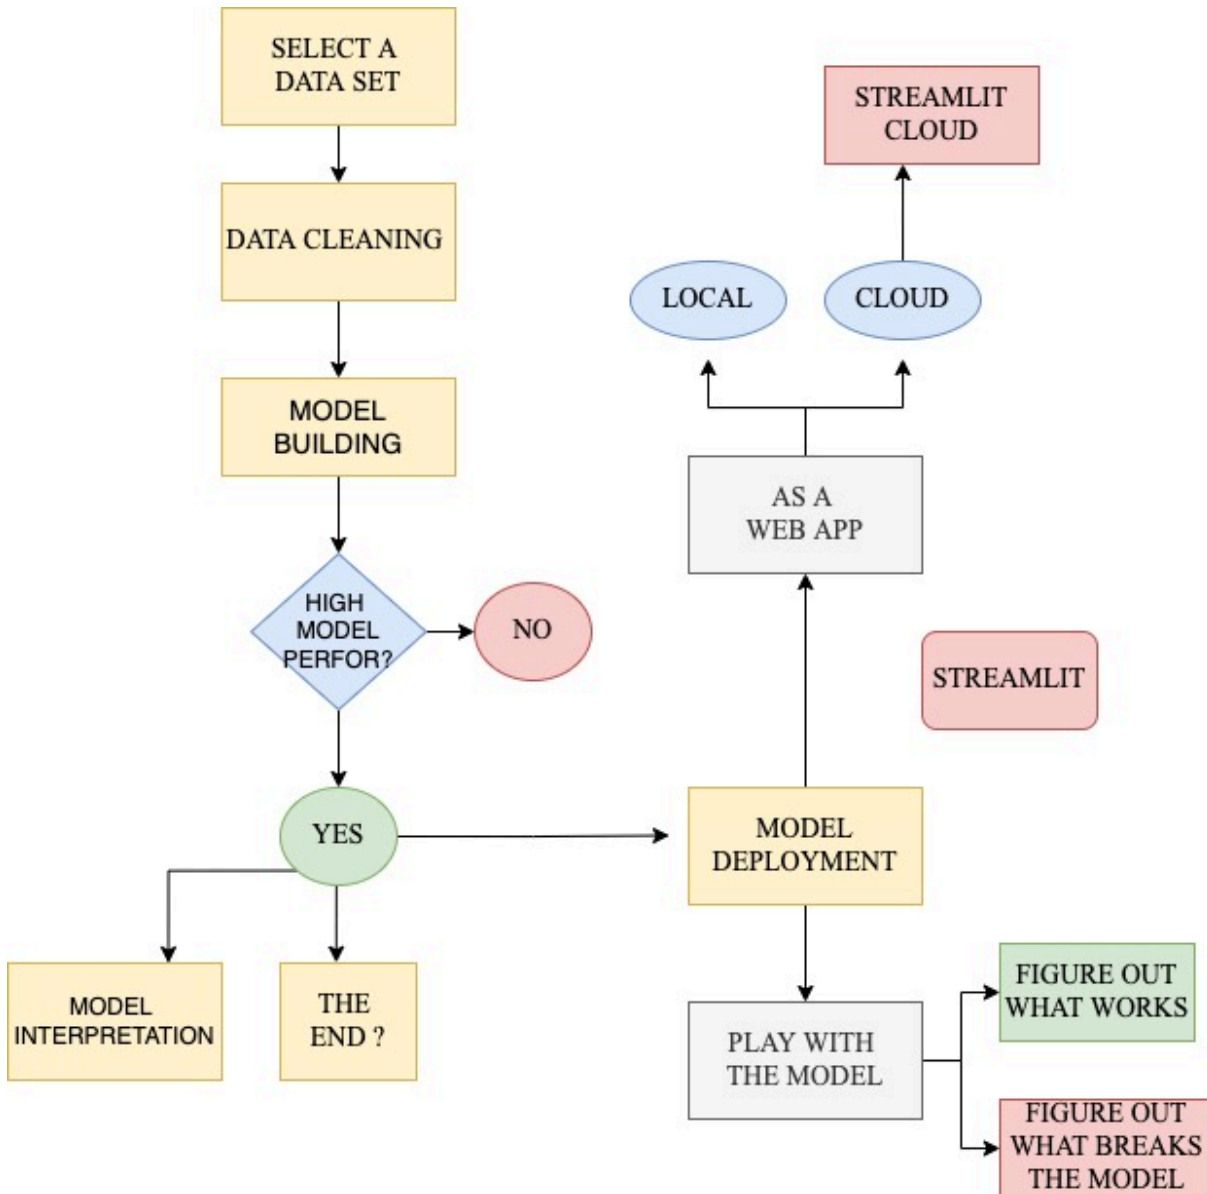 SELECT A
DATA SET
DATA CLEANING
MODEL
BUILDING
HIGH
MODEL
PERFOR?
NO
YES
MODEL
INTERPRETATION
THE
END ?
STREAMLIT
CLOUD
LOCAL
CLOUD
AS A
WEB APP
STREAMLIT
MODEL
DEPLOYMENT
PLAY WITH
THE MODEL
FIGURE OUT
WHAT WORKS
FIGURE OUT
WHAT BREAKS
THE MODEL